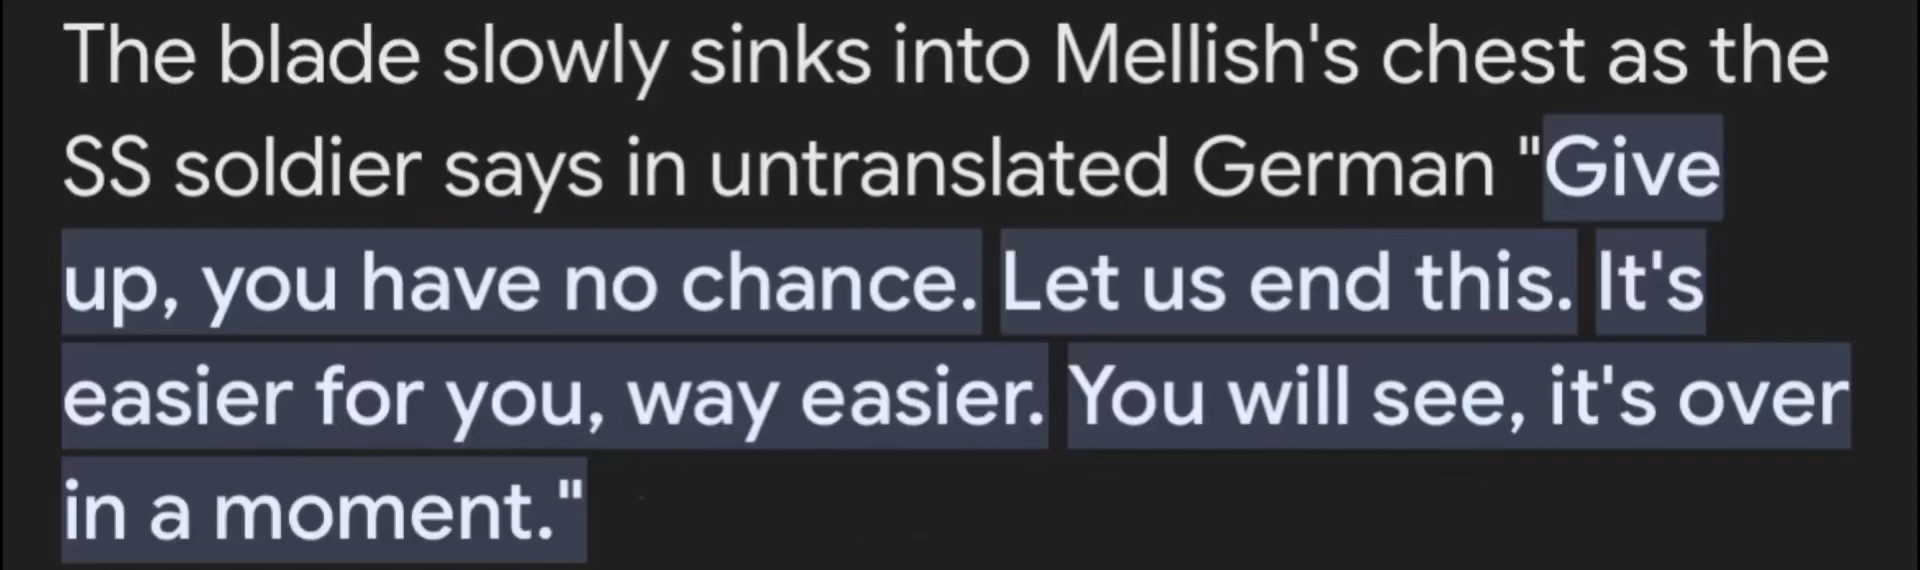 The blade slowly sinks into Mellish's chest as the
SS soldier says in untranslated German "Give
up, you have no chance. Let us end this. It's
easier for you, way easier. You will see, it's over
in a moment."